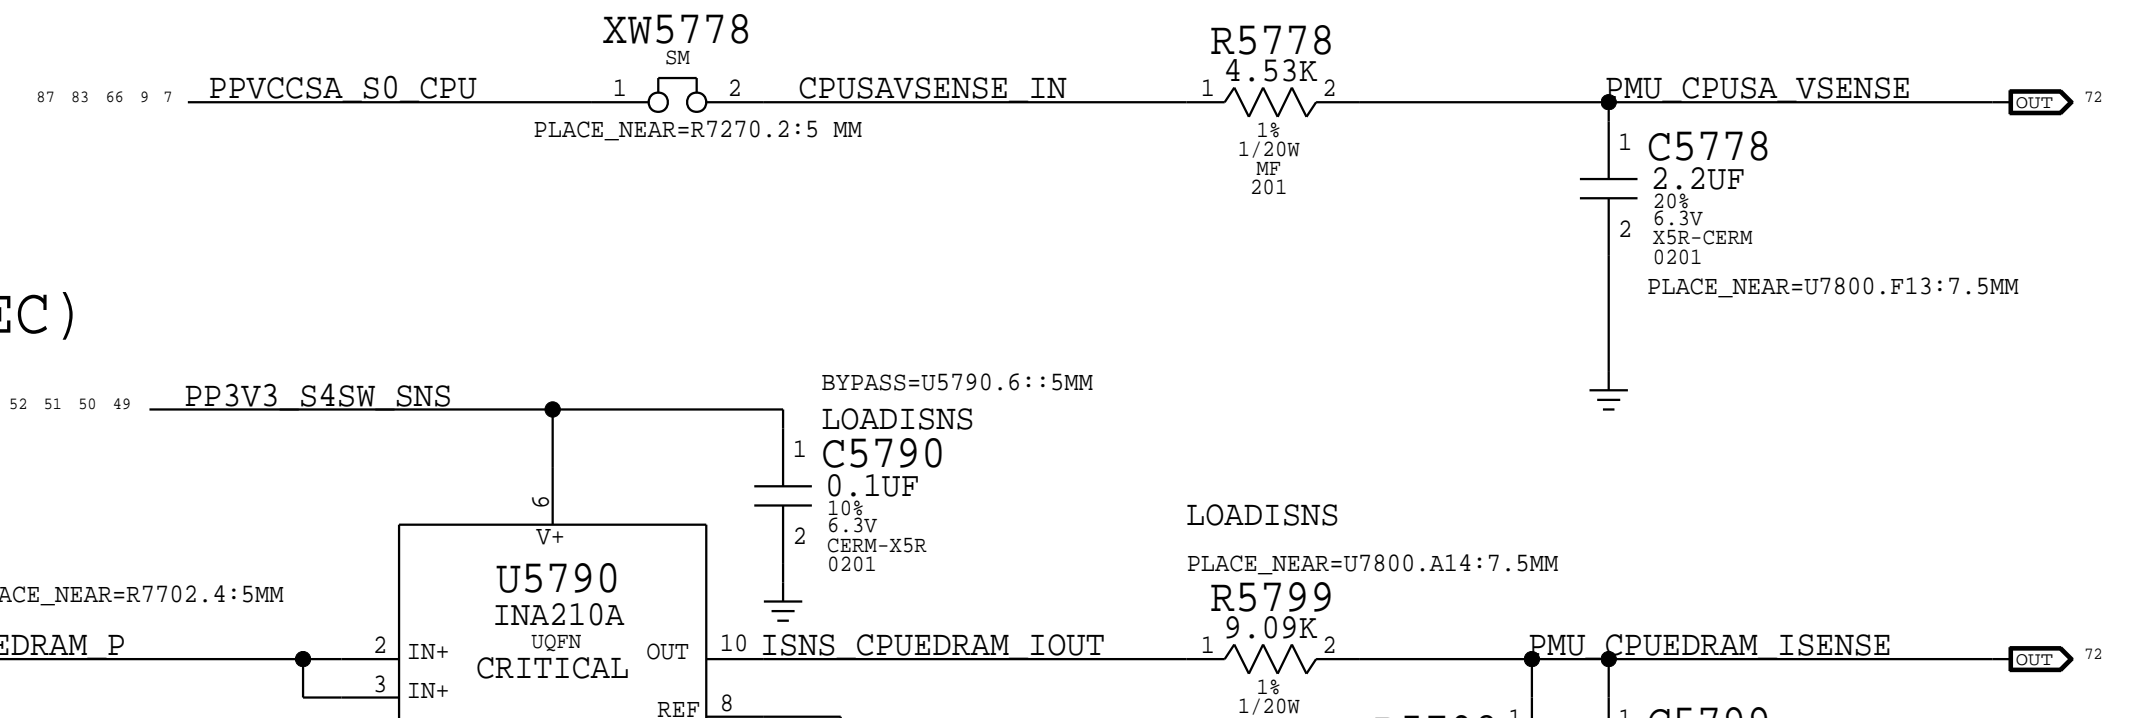 XW5778
SM
87 83 66 9 7
PPVCCSA_S0_CPU
1
2
CPUSAVSENSE_IN
PLACE_NEAR=R7270.2:5 MM
R5778
4.53K
1
2
1%
1/20W
MF
201
PMU_CPUSA_VSENSE
OUT
72
1
C5778
2.2UF
20%
6.3V
X5R-CERM
0201
2
PLACE_NEAR=U7800.F13:7.5MM
EC)
52 51 50 49
PP3V3_S4SW_SNS
BYPASS=U5790.6::5MM
LOADISNS
1
C5790
0.1UF
10%
6.3V
CERM-X5R
0201
2
6
V+
U5790
INA210A
UQFN
CRITICAL
ACE_NEAR=R7702.4:5MM
EDRAM_P
2
IN+
3
IN+
OUT
10
ISNS_CPUEDRAM_IOUT
REF
8
LOADISNS
PLACE_NEAR=U7800.A14:7.5MM
R5799
9.09K
1
2
1%
1/20W
PMU_CPUEDRAM_ISENSE
OUT
72
1
1
C5799